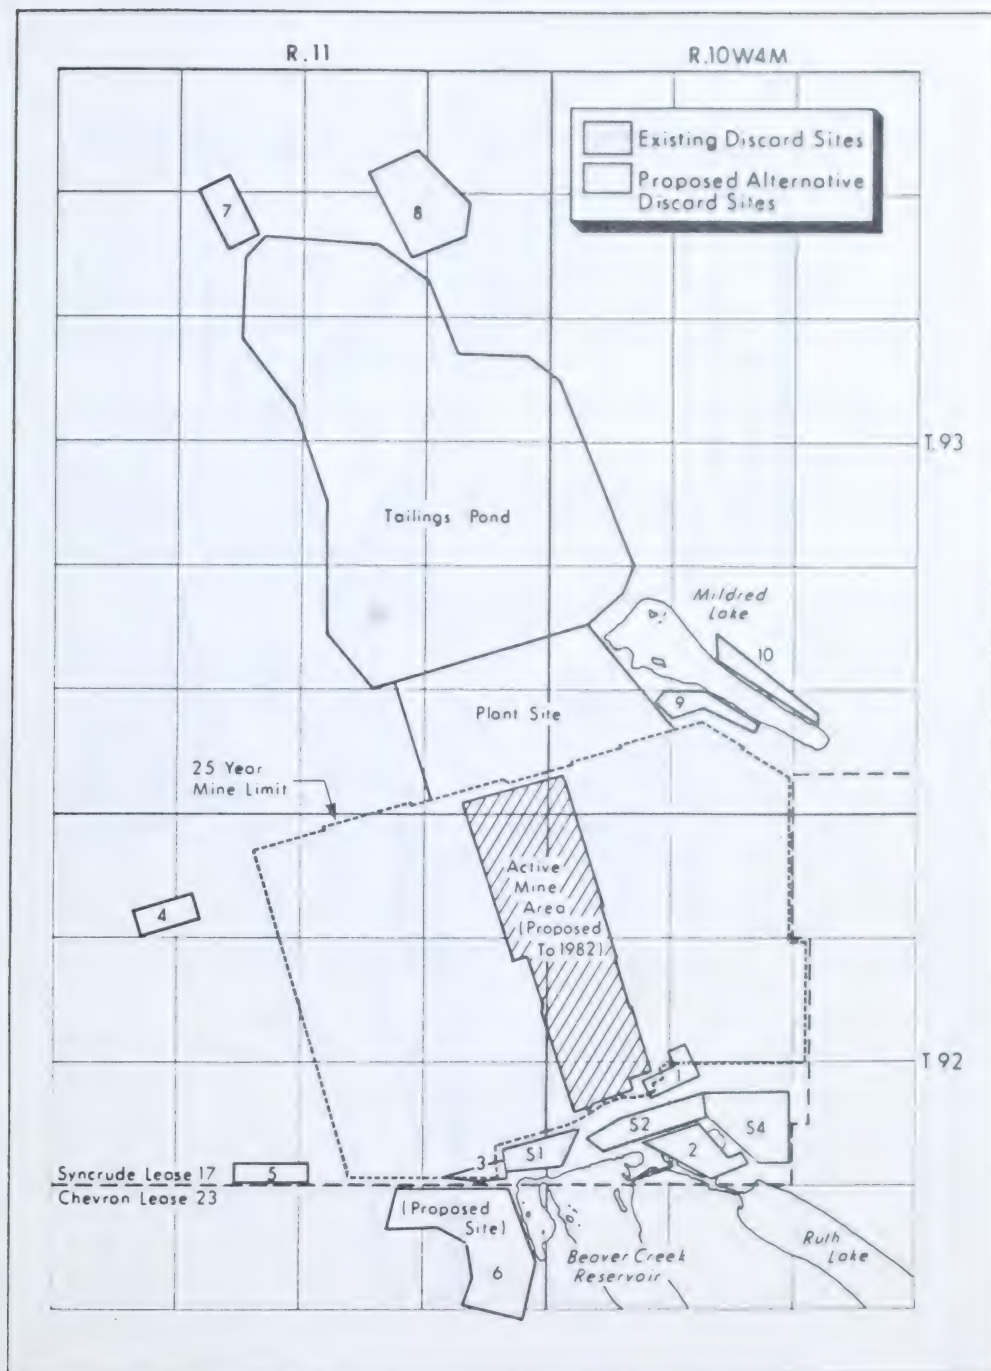 R.11
R.10W4M
Existing Discard Sites
Proposed Alternative
Discard Sites
7
8
T.93
Tailings Pond
Mildred
Lake
10
9
Plant Site
25 Year
Mine Limit
Active
Mine
Area
(Proposed
To 1982)
4
T 92
1
S2
S4
S1
2
3
Syncrude Lease 17
5
Chevron Lease 23
(Proposed
Site)
6
Beaver Creek
Reservoir
Ruth
Lake